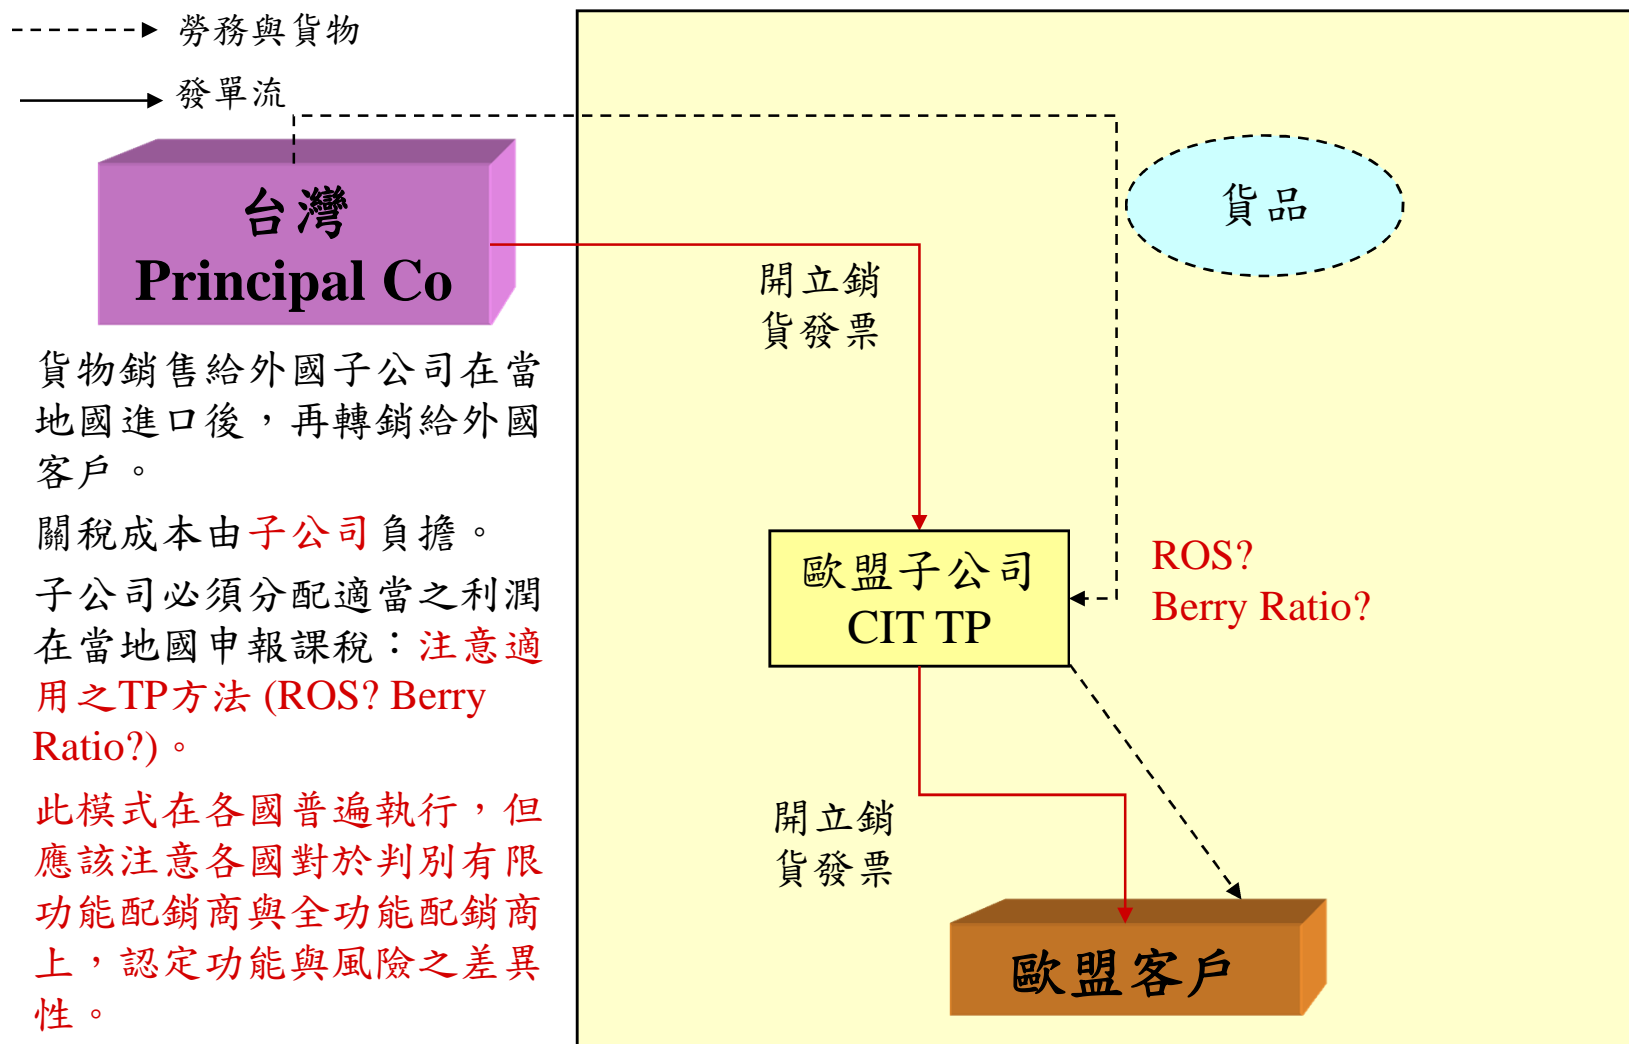 勞務與貨物
發單流
台灣
Principal Co
貨物銷售給外國子公司在當
地國進口後，再轉銷給外國
客戶。
關稅成本由子公司負擔。
子公司必須分配適當之利潤
在當地國申報課稅：注意適
用之TP方法 (ROS? Berry
Ratio?)。
此模式在各國普遍執行，但
應該注意各國對於判別有限
功能配銷商與全功能配銷商
上，認定功能與風險之差異
性。
貨品
開立銷
貨發票
歐盟子公司
CIT TP
ROS?
Berry Ratio?
開立銷
貨發票
歐盟客戶